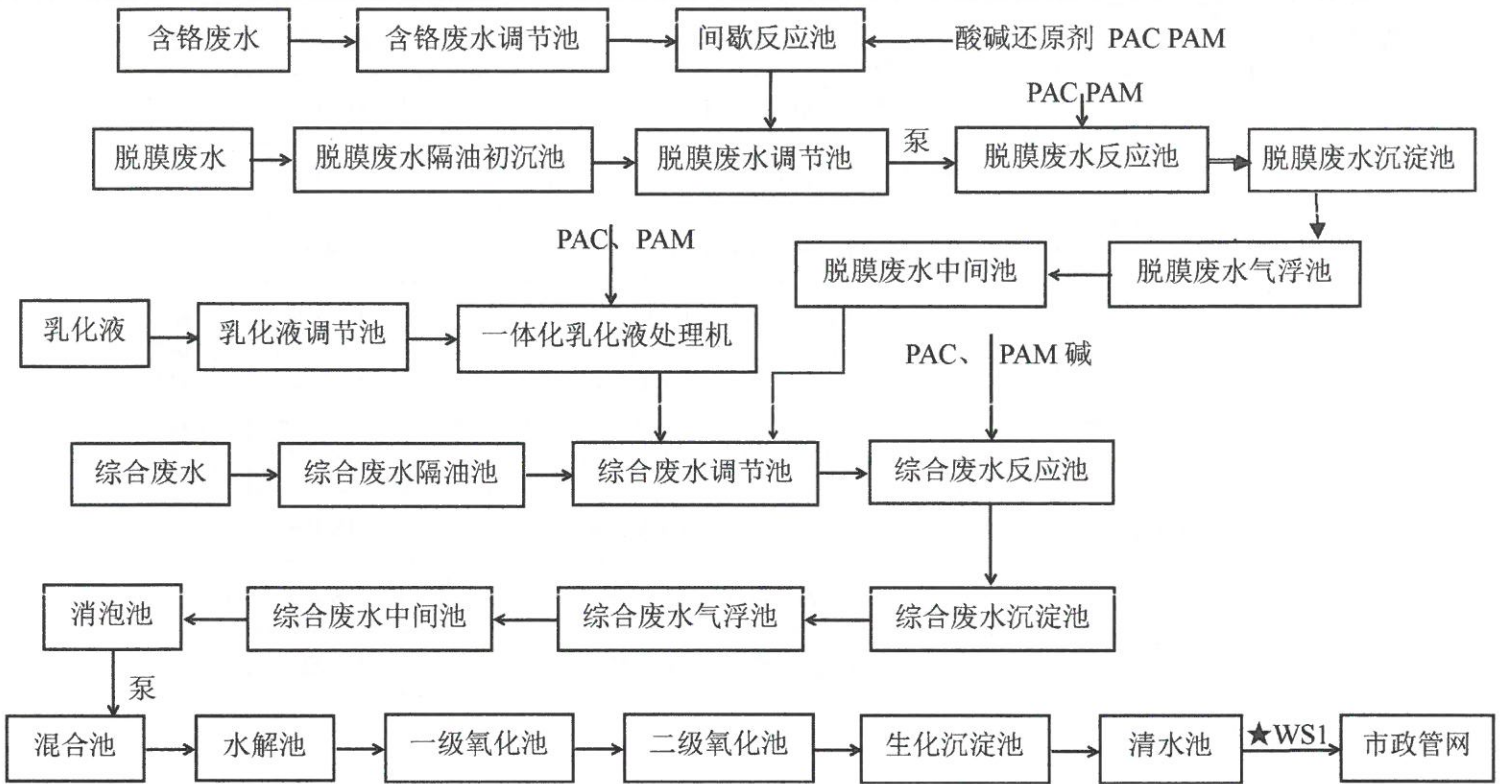 含铬废水 含铬废水调节池 间歇反应池 酸碱还原剂 PAC PAM
PAC PAM
脱膜废水 脱膜废水隔油初沉池 脱膜废水调节池 泵 脱膜废水反应池 脱膜废水沉淀池
PAC、PAM
脱膜废水中间池 脱膜废水气浮池
乳化液 乳化液调节池 一体化乳化液处理机
PAC、 PAM 碱
综合废水 综合废水隔油池 综合废水调节池 综合废水反应池
消泡池 综合废水中间池 综合废水气浮池 综合废水沉淀池
泵
混合池 水解池 一级氧化池 二级氧化池 生化沉淀池 清水池 ★WS1 市政管网